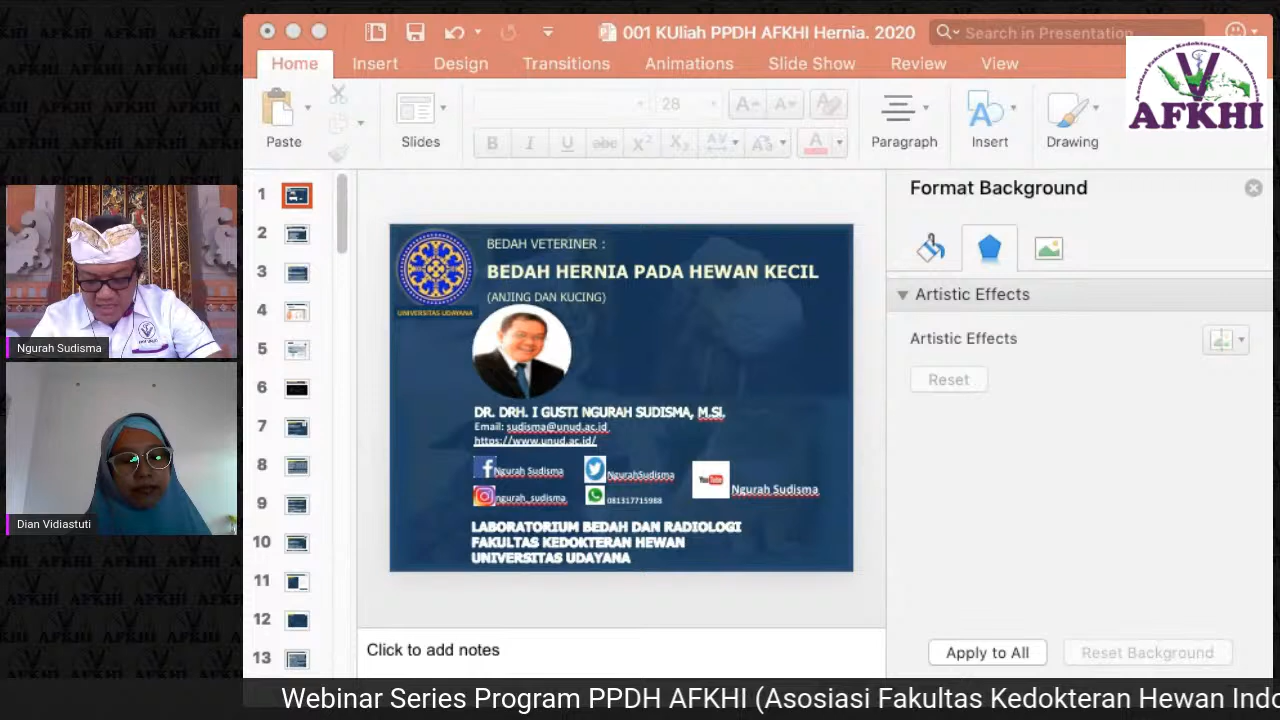 001 KUliah PPDH AFKHI Hernia. 2020
Search in Presentation
Home
Insert
Design
Transitions
Animations
Slide Show
Review
View
AFKHI
Paste
Slides
28
Paragraph
Insert
Drawing
Format Background
Artistic Effects
Artistic Effects
Reset
Apply to All
Reset Background
1
2
3
4
5
6
7
8
9
10
11
12
13
BEDAH VETERINER :
BEDAH HERNIA PADA HEWAN KECIL
(ANJING DAN KUCING)
UNIVERSITAS UDAYANA
DR. DRH. I GUSTI NGURAH SUDISMA, M.SI.
Email: sudisma@unud.ac.id
https://www.unud.ac.id/
Ngurah Sudisma
NgurahSudisma
YouTube
Ngurah Sudisma
ngurah_sudisma
081317715988
LABORATORIUM BEDAH DAN RADIOLOGI
FAKULTAS KEDOKTERAN HEWAN
UNIVERSITAS UDAYANA
Click to add notes
Ngurah Sudisma
Dian Vidiastuti
Webinar Series Program PPDH AFKHI (Asosiasi Fakultas Kedokteran Hewan Indo